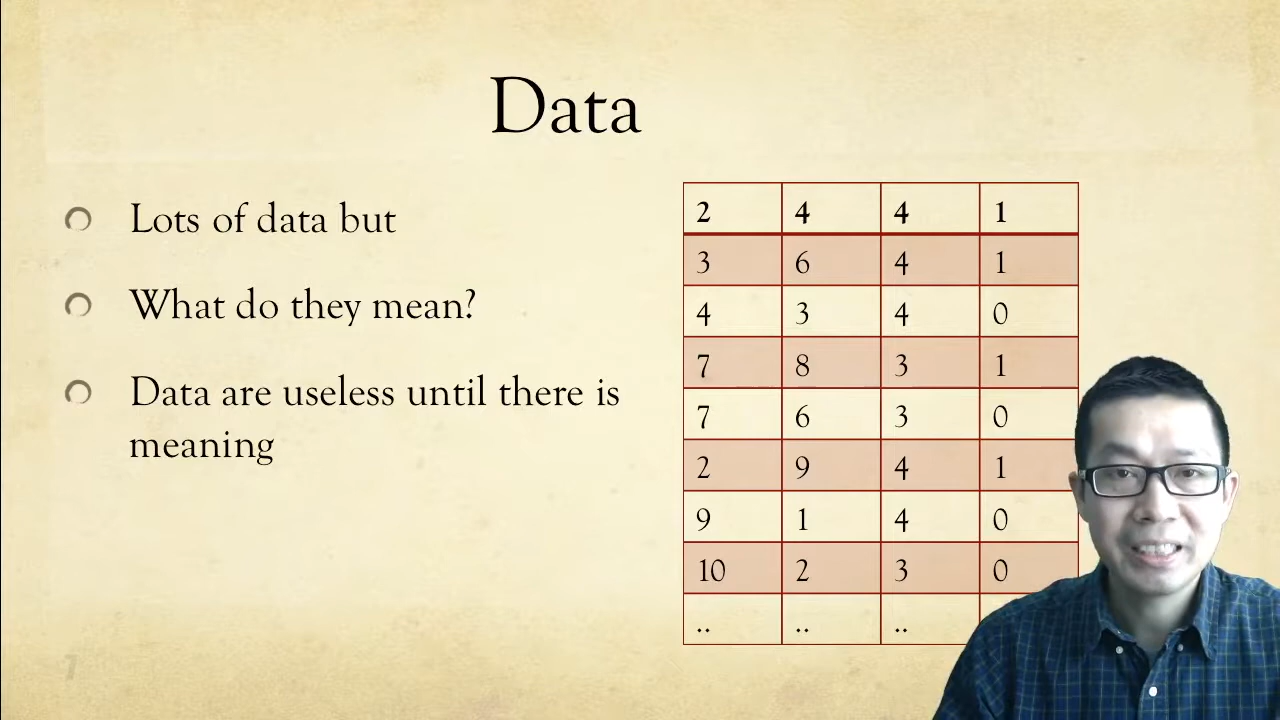 Data
Lots of data but
What do they mean?
Data are useless until there is
meaning
2 4 4 1
3 6 4 1
4 3 4 0
7 8 3 1
7 6 3 0
2 9 4 1
9 1 4 0
10 2 3 0
.. .. ..
7